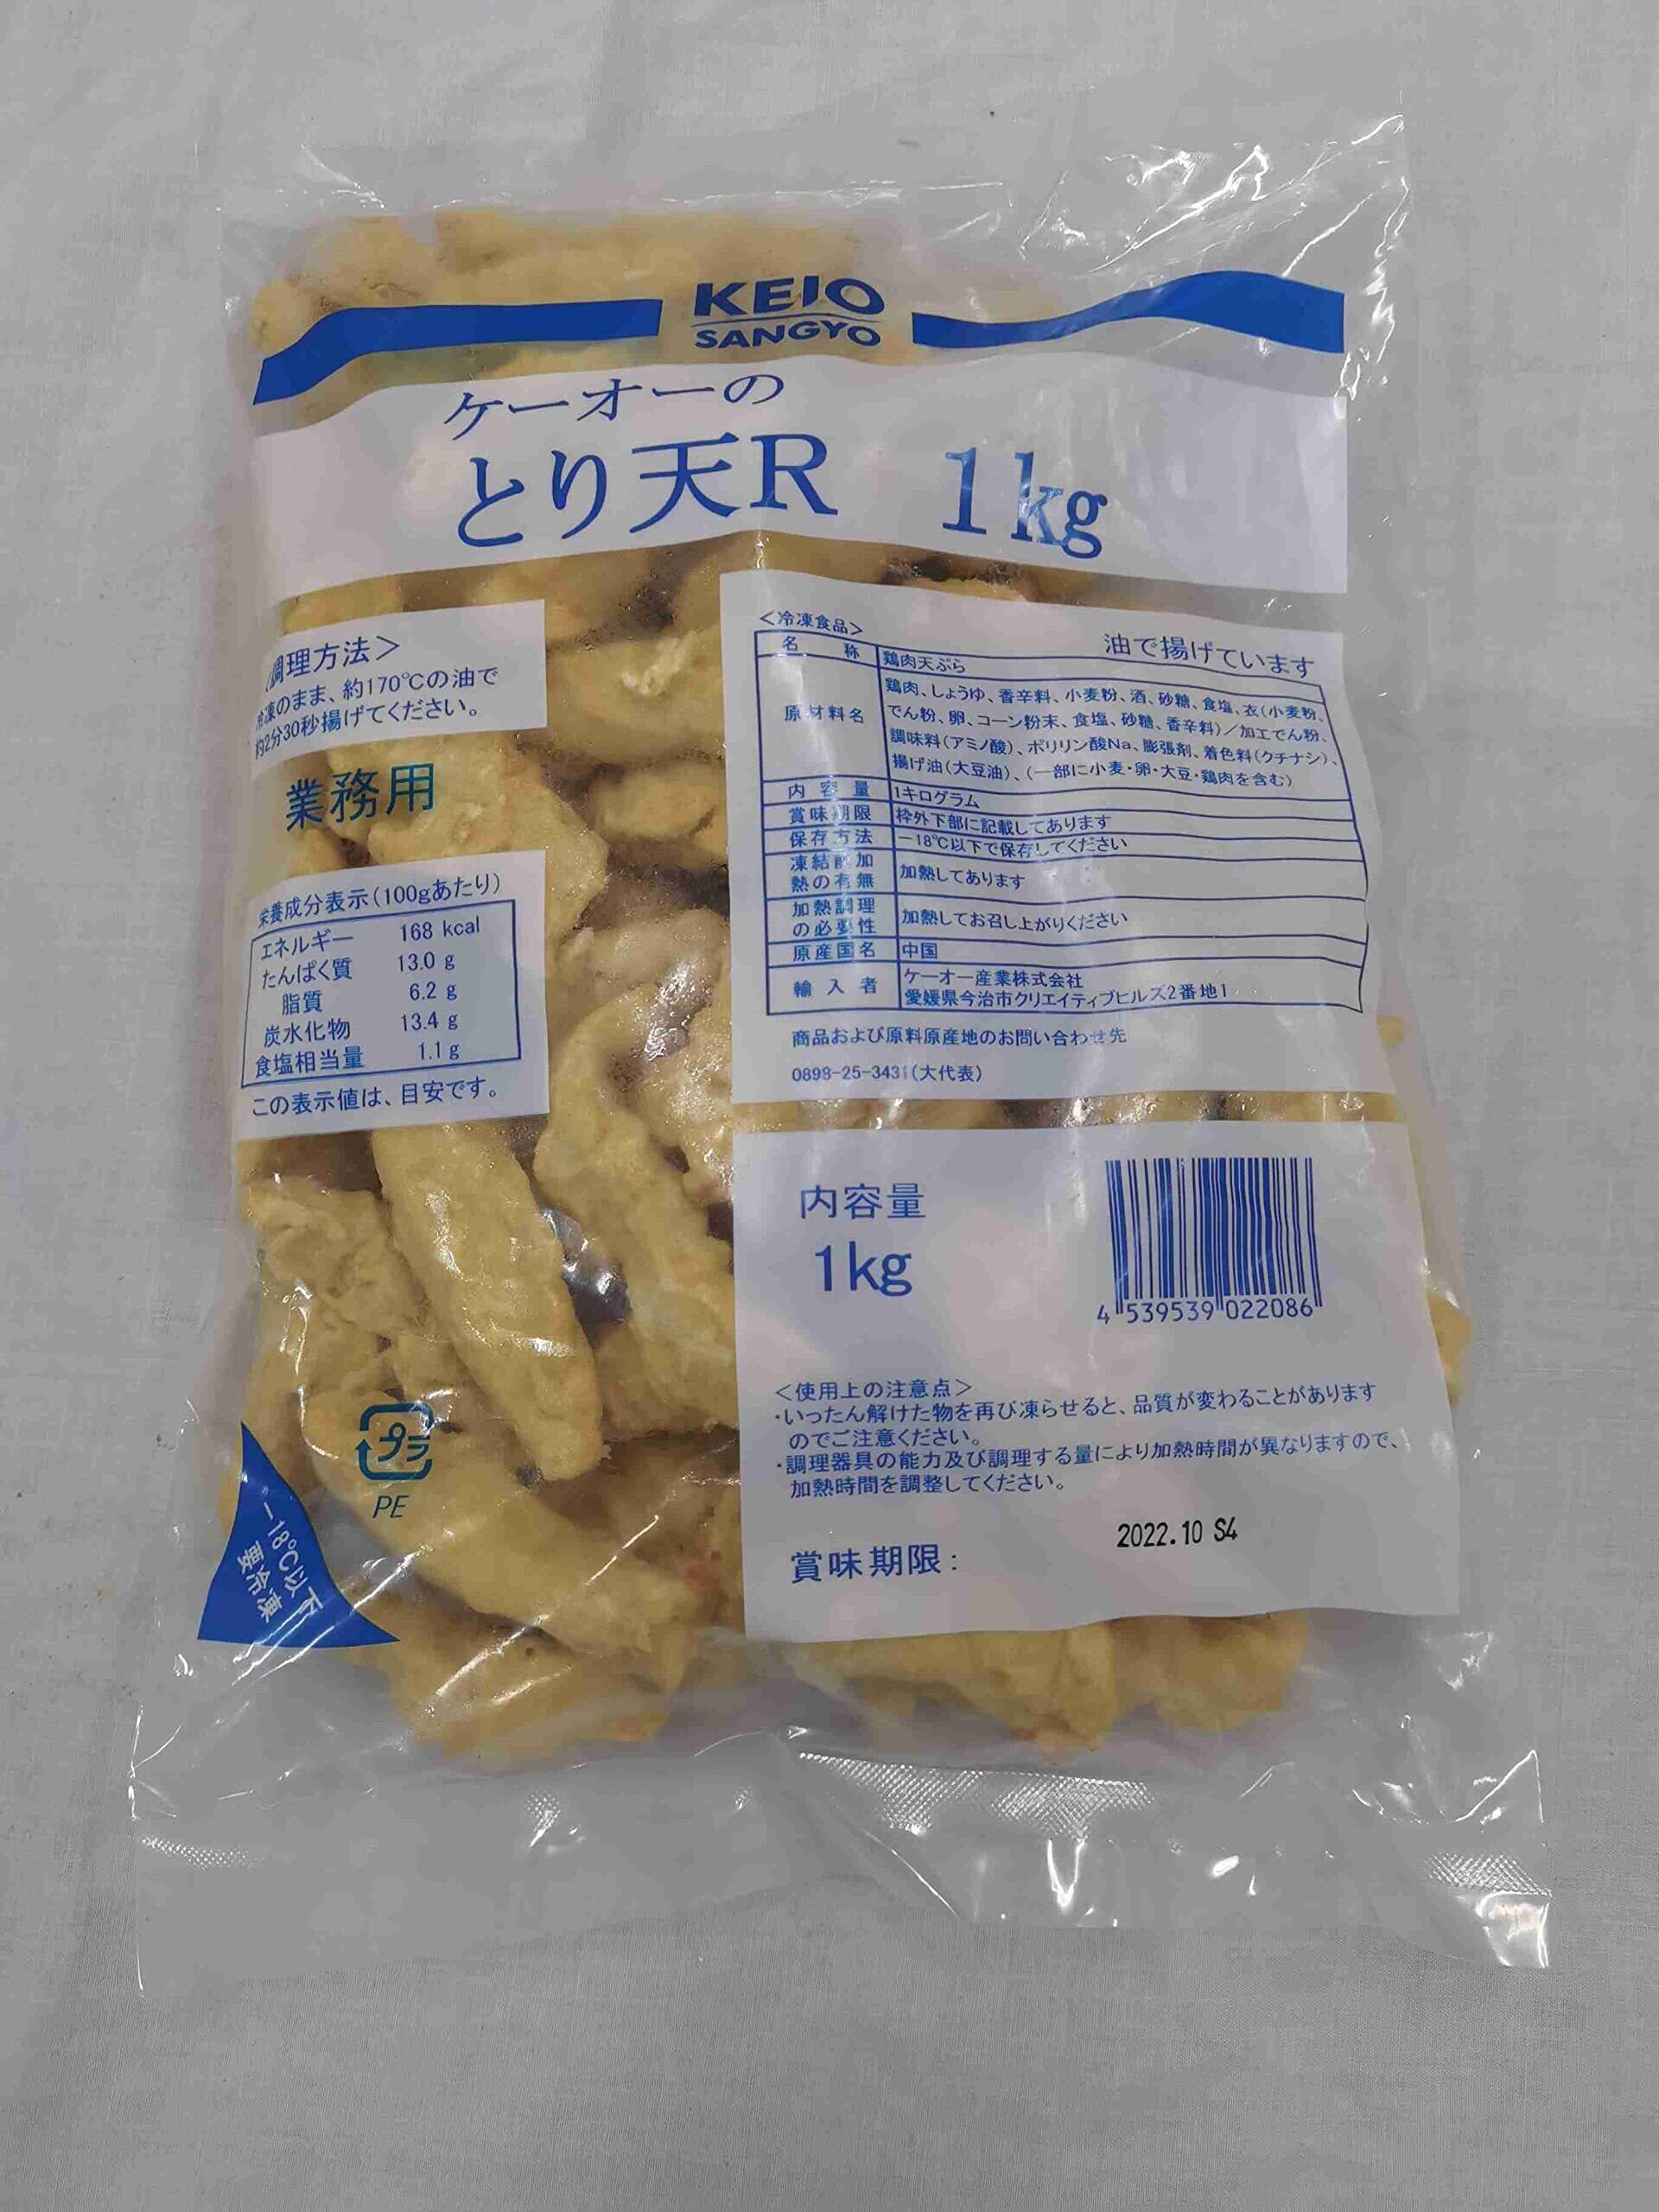 KEIO
SANGYO
ケーオーの
とり天R 1kg
調理方法＞
冷凍のまま、約170℃の油で
約2分30秒揚げてください。
業務用
栄養成分表示(100gあたり)
エネルギー 168 kcal
たんぱく質 13.0 g
脂質 6.2 g
炭水化物 13.4 g
食塩相当量 1.1 g
この表示値は、目安です。
プラ
PE
－18℃以下
要冷凍
＜冷凍食品＞
油で揚げています
名称 鶏肉天ぷら
原材料名 鶏肉、しょうゆ、香辛料、小麦粉、酒、砂糖、食塩、衣(小麦粉、
でん粉、卵、コーン粉末、食塩、砂糖、香辛料)／加工でん粉、
調味料(アミノ酸)、ポリリン酸Na、膨張剤、着色料(クチナシ)、
揚げ油(大豆油)、(一部に小麦・卵・大豆・鶏肉を含む)
内容量 1キログラム
賞味期限 枠外下部に記載してあります
保存方法 －18℃以下で保存してください
凍結前加
熱の有無 加熱してあります
加熱調理
の必要性 加熱してお召し上がりください
原産国名 中国
輸入者 ケーオー産業株式会社
愛媛県今治市クリエイティブヒルズ2番地1
商品および原料原産地のお問い合わせ先
0898-25-3431(大代表)
内容量
1kg
4 539539 022086
＜使用上の注意点＞
・いったん解けた物を再び凍らせると、品質が変わることがあります
のでご注意ください。
・調理器具の能力及び調理する量により加熱時間が異なりますので、
加熱時間を調整してください。
2022.10 S4
賞味期限：